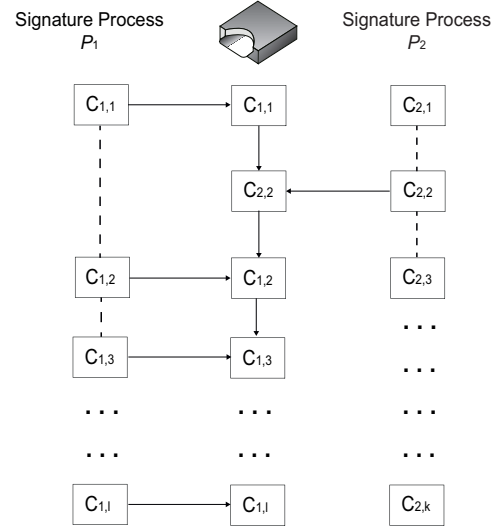 Signature Process Signature Process
P1 P2
C1,1 C1,1 C2,1
C2,2 C2,2
C1,2 C1,2 C2,3
. . .
C1,3 C1,3
. . .
. . . . . . . . .
. . . . . . . . .
C1,l C1,l C2,k